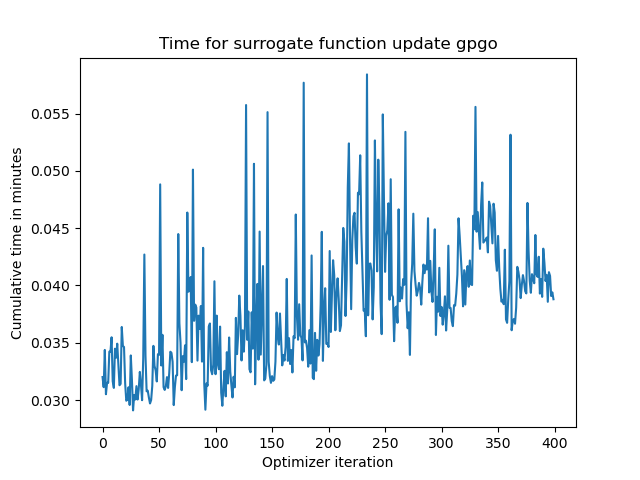 Time for surrogate function update gpgo
0.055
0.050
0.045
0.040
0.035
0.030
Cumulative time in minutes
0 50 100 150 200 250 300 350 400
Optimizer iteration